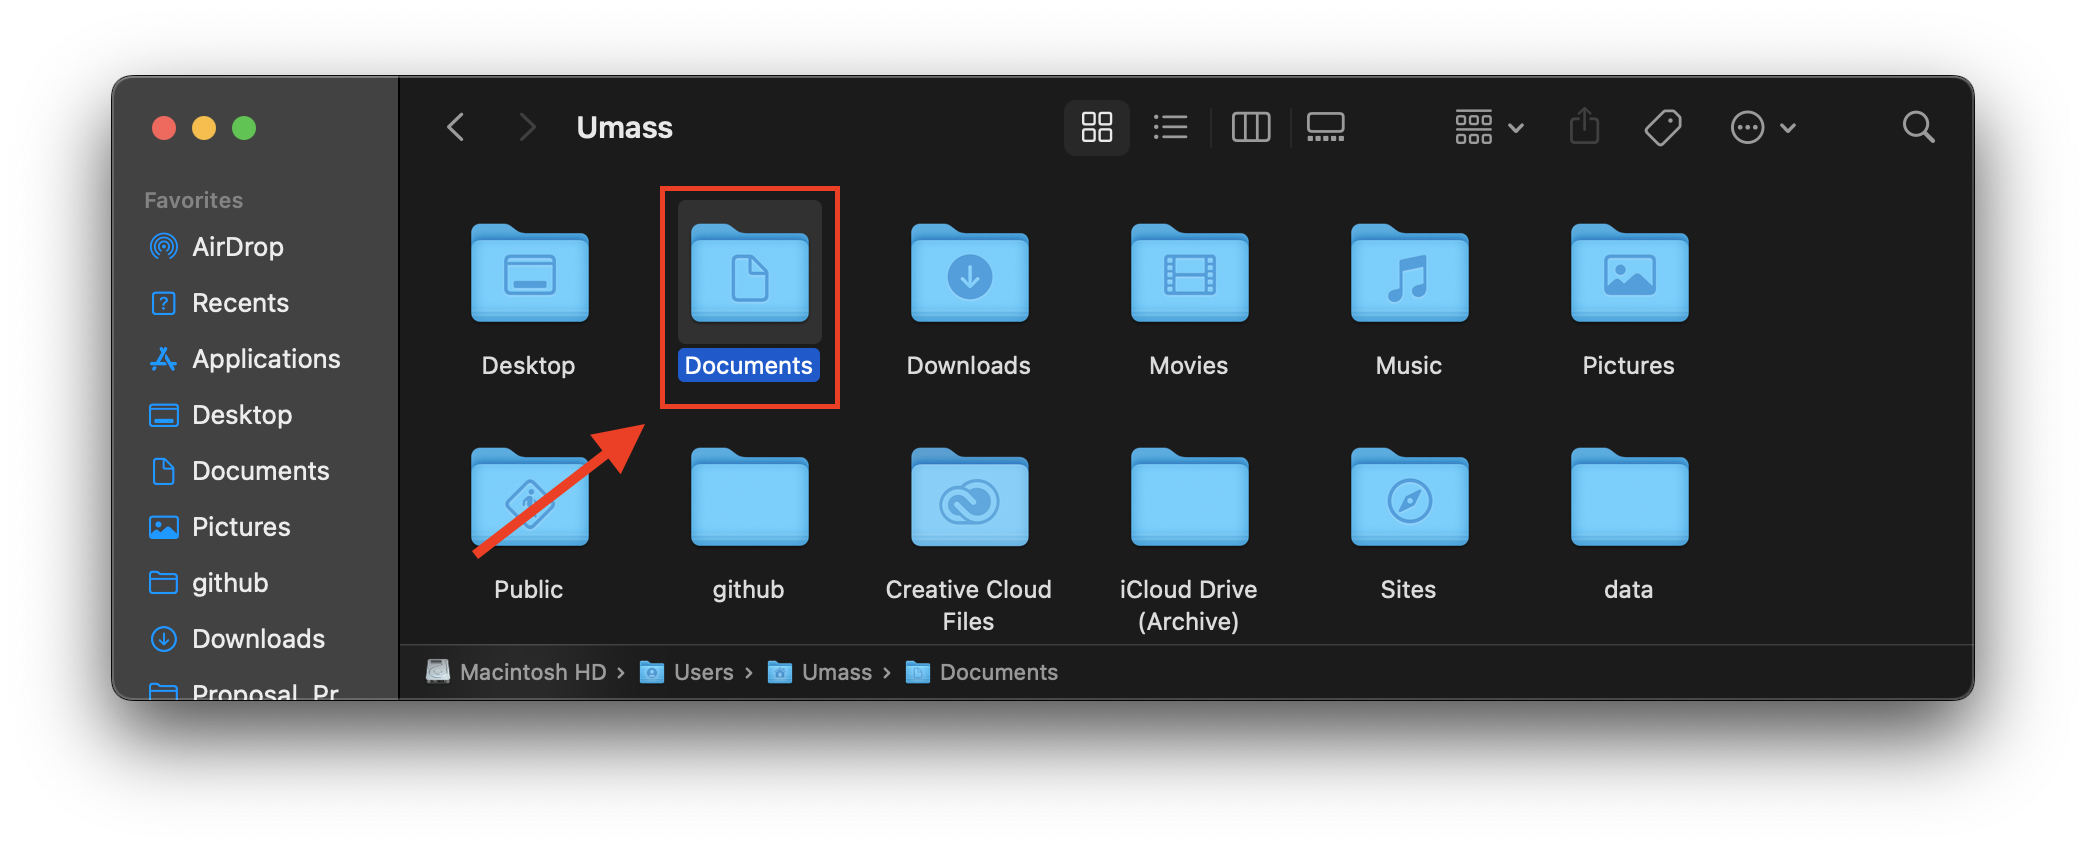 Umass
Favorites
AirDrop
Recents
Applications
Desktop
Documents
Pictures
github
Downloads
Proposal_Pr
Desktop
Documents
Downloads
Movies
Music
Pictures
Public
github
Creative Cloud
Files
iCloud Drive
(Archive)
Sites
data
Macintosh HD › Users › Umass › Documents